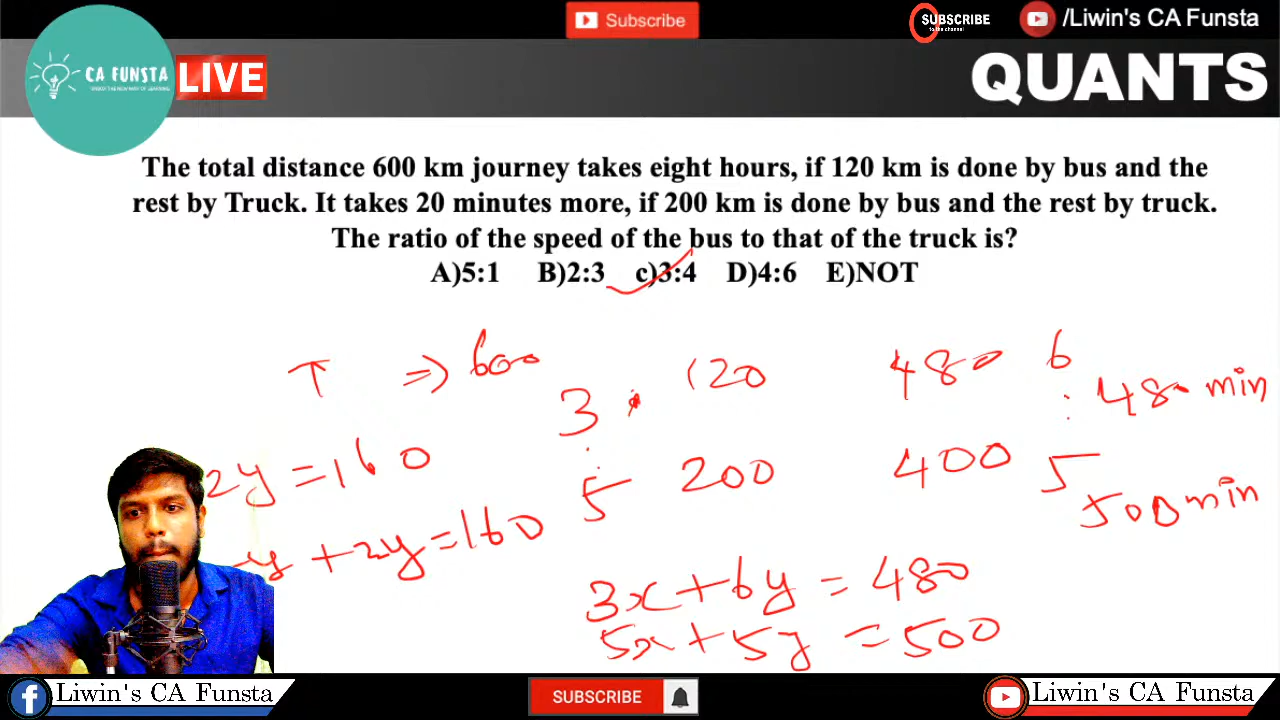 Subscribe
SUBSCRIBE
to the channel
/Liwin's CA Funsta
CA FUNSTA
LIVE
QUANTS
The total distance 600 km journey takes eight hours, if 120 km is done by bus and the
rest by Truck. It takes 20 minutes more, if 200 km is done by bus and the rest by truck.
The ratio of the speed of the bus to that of the truck is?
A)5:1 B)2:3 c)3:4 D)4:6 E)NOT
T => 600
120 480 6
3 : 480 min
2y = 160
200 400 5
5 500 min
y + 2y = 160
3x + 6y = 480
5x + 5y = 500
Liwin's CA Funsta
SUBSCRIBE
Liwin's CA Funsta